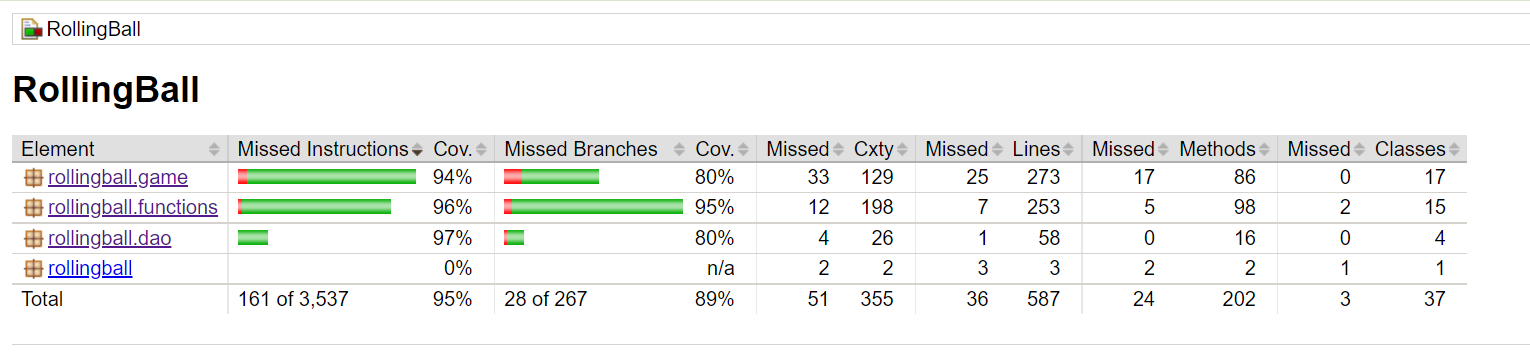 RollingBall
RollingBall
Element Missed Instructions Cov. Missed Branches Cov. Missed Cxty Missed Lines Missed Methods Missed Classes
rollingball.game 94% 80% 33 129 25 273 17 86 0 17
rollingball.functions 96% 95% 12 198 7 253 5 98 2 15
rollingball.dao 97% 80% 4 26 1 58 0 16 0 4
rollingball 0% n/a 2 2 3 3 2 2 1 1
Total 161 of 3,537 95% 28 of 267 89% 51 355 36 587 24 202 3 37